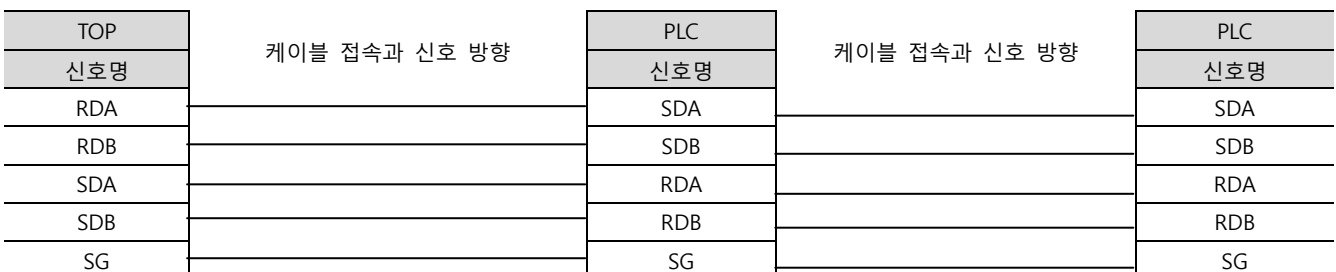 TOP 케이블 접속과 신호 방향 PLC 케이블 접속과 신호 방향 PLC
신호명 신호명 신호명
RDA SDA SDA
RDB SDB SDB
SDA RDA RDA
SDB RDB RDB
SG SG SG